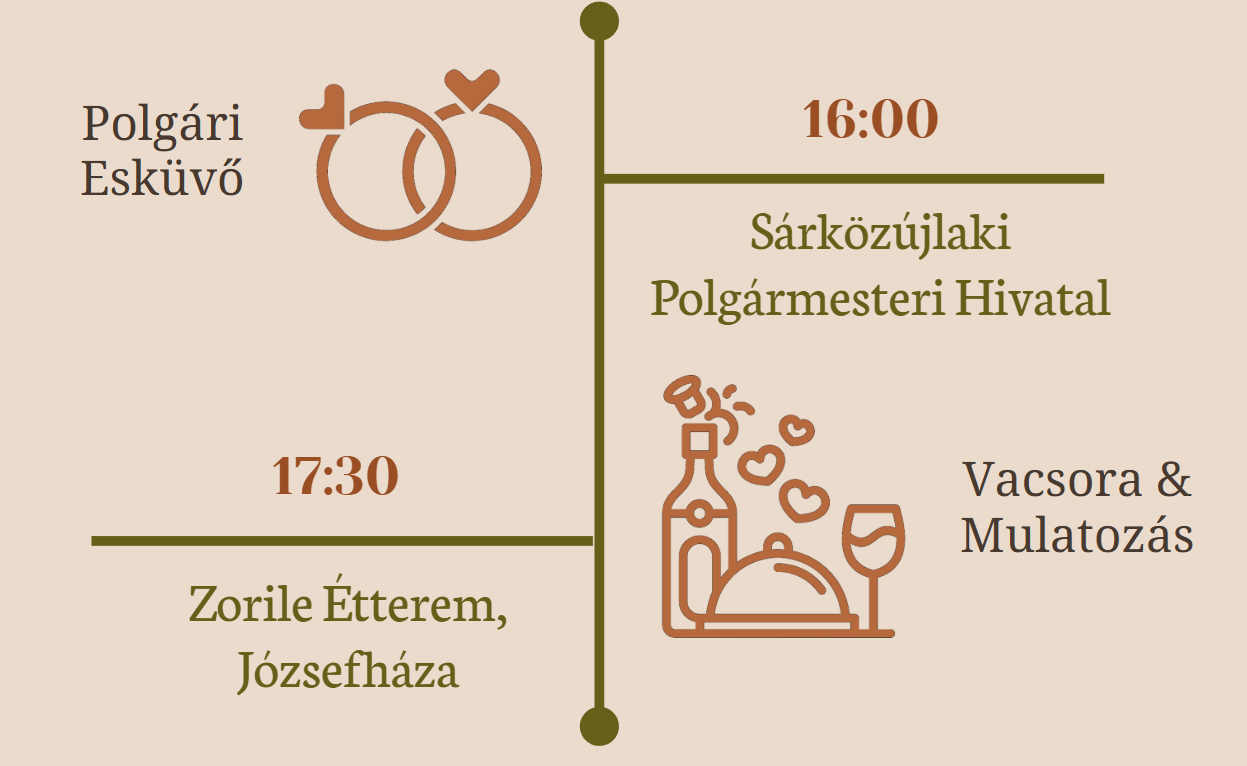 Polgári
Esküvő
16:00
Sárközújlaki
Polgármesteri Hivatal
17:30
Zorile Étterem,
Józsefháza
Vacsora &
Mulatozás